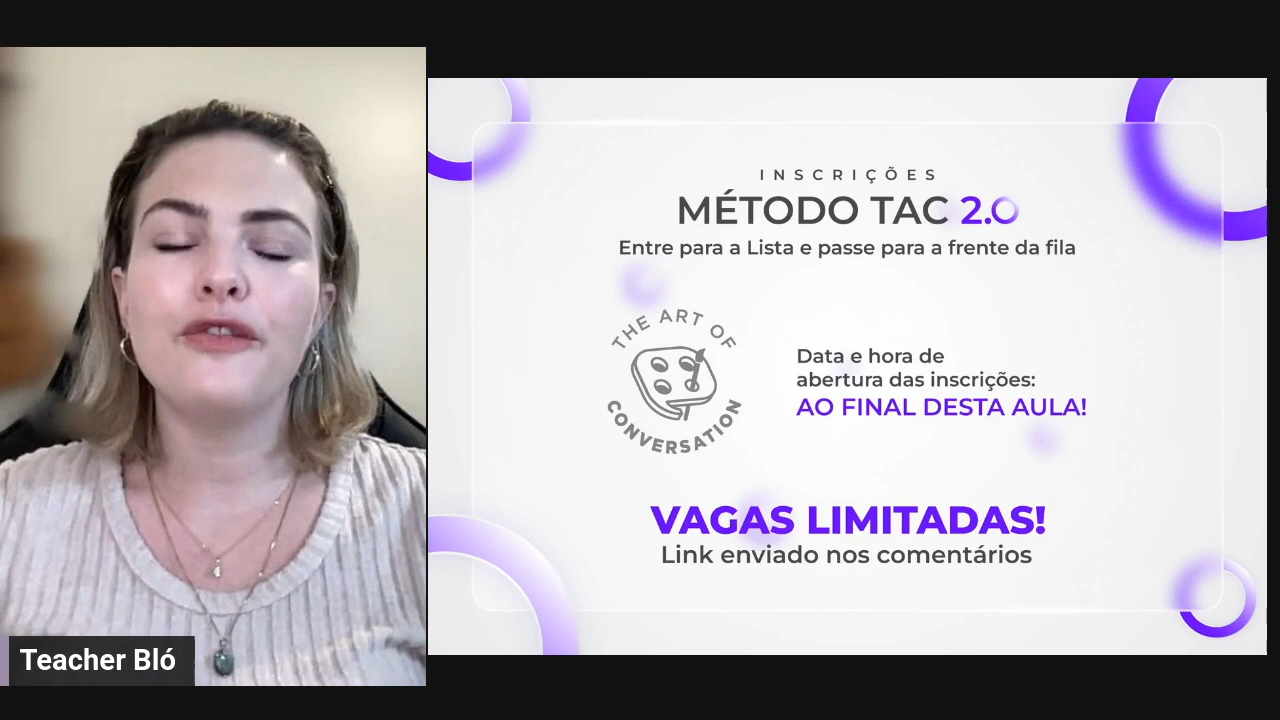 INSCRIÇÕES
MÉTODO TAC 2.0
Entre para a Lista e passe para a frente da fila
THE ART OF
CONVERSATION
Data e hora de
abertura das inscrições:
AO FINAL DESTA AULA!
VAGAS LIMITADAS!
Link enviado nos comentários
Teacher Bló